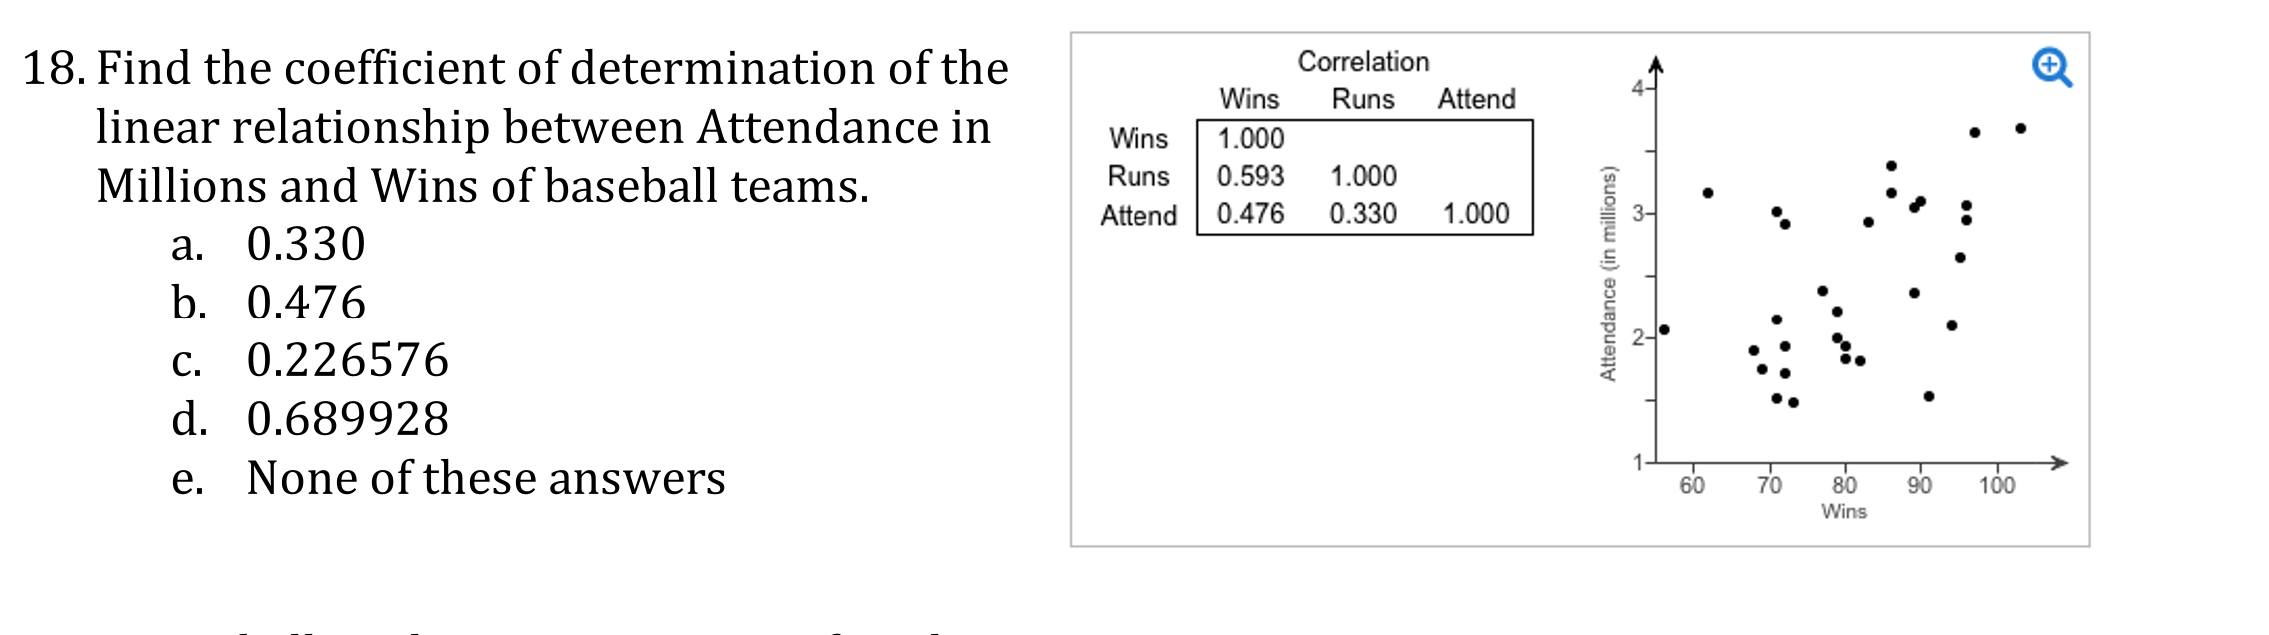 18. Find the coefficient of determination of the
linear relationship between Attendance in
Millions and Wins of baseball teams.
a. 0.330
b. 0.476
c. 0.226576
d. 0.689928
e. None of these answers
Correlation
Wins Runs Attend
Wins 1.000
Runs 0.593 1.000
Attend 0.476 0.330 1.000
Attendance (in millions)
4
3
2
1
60 70 80 90 100
Wins